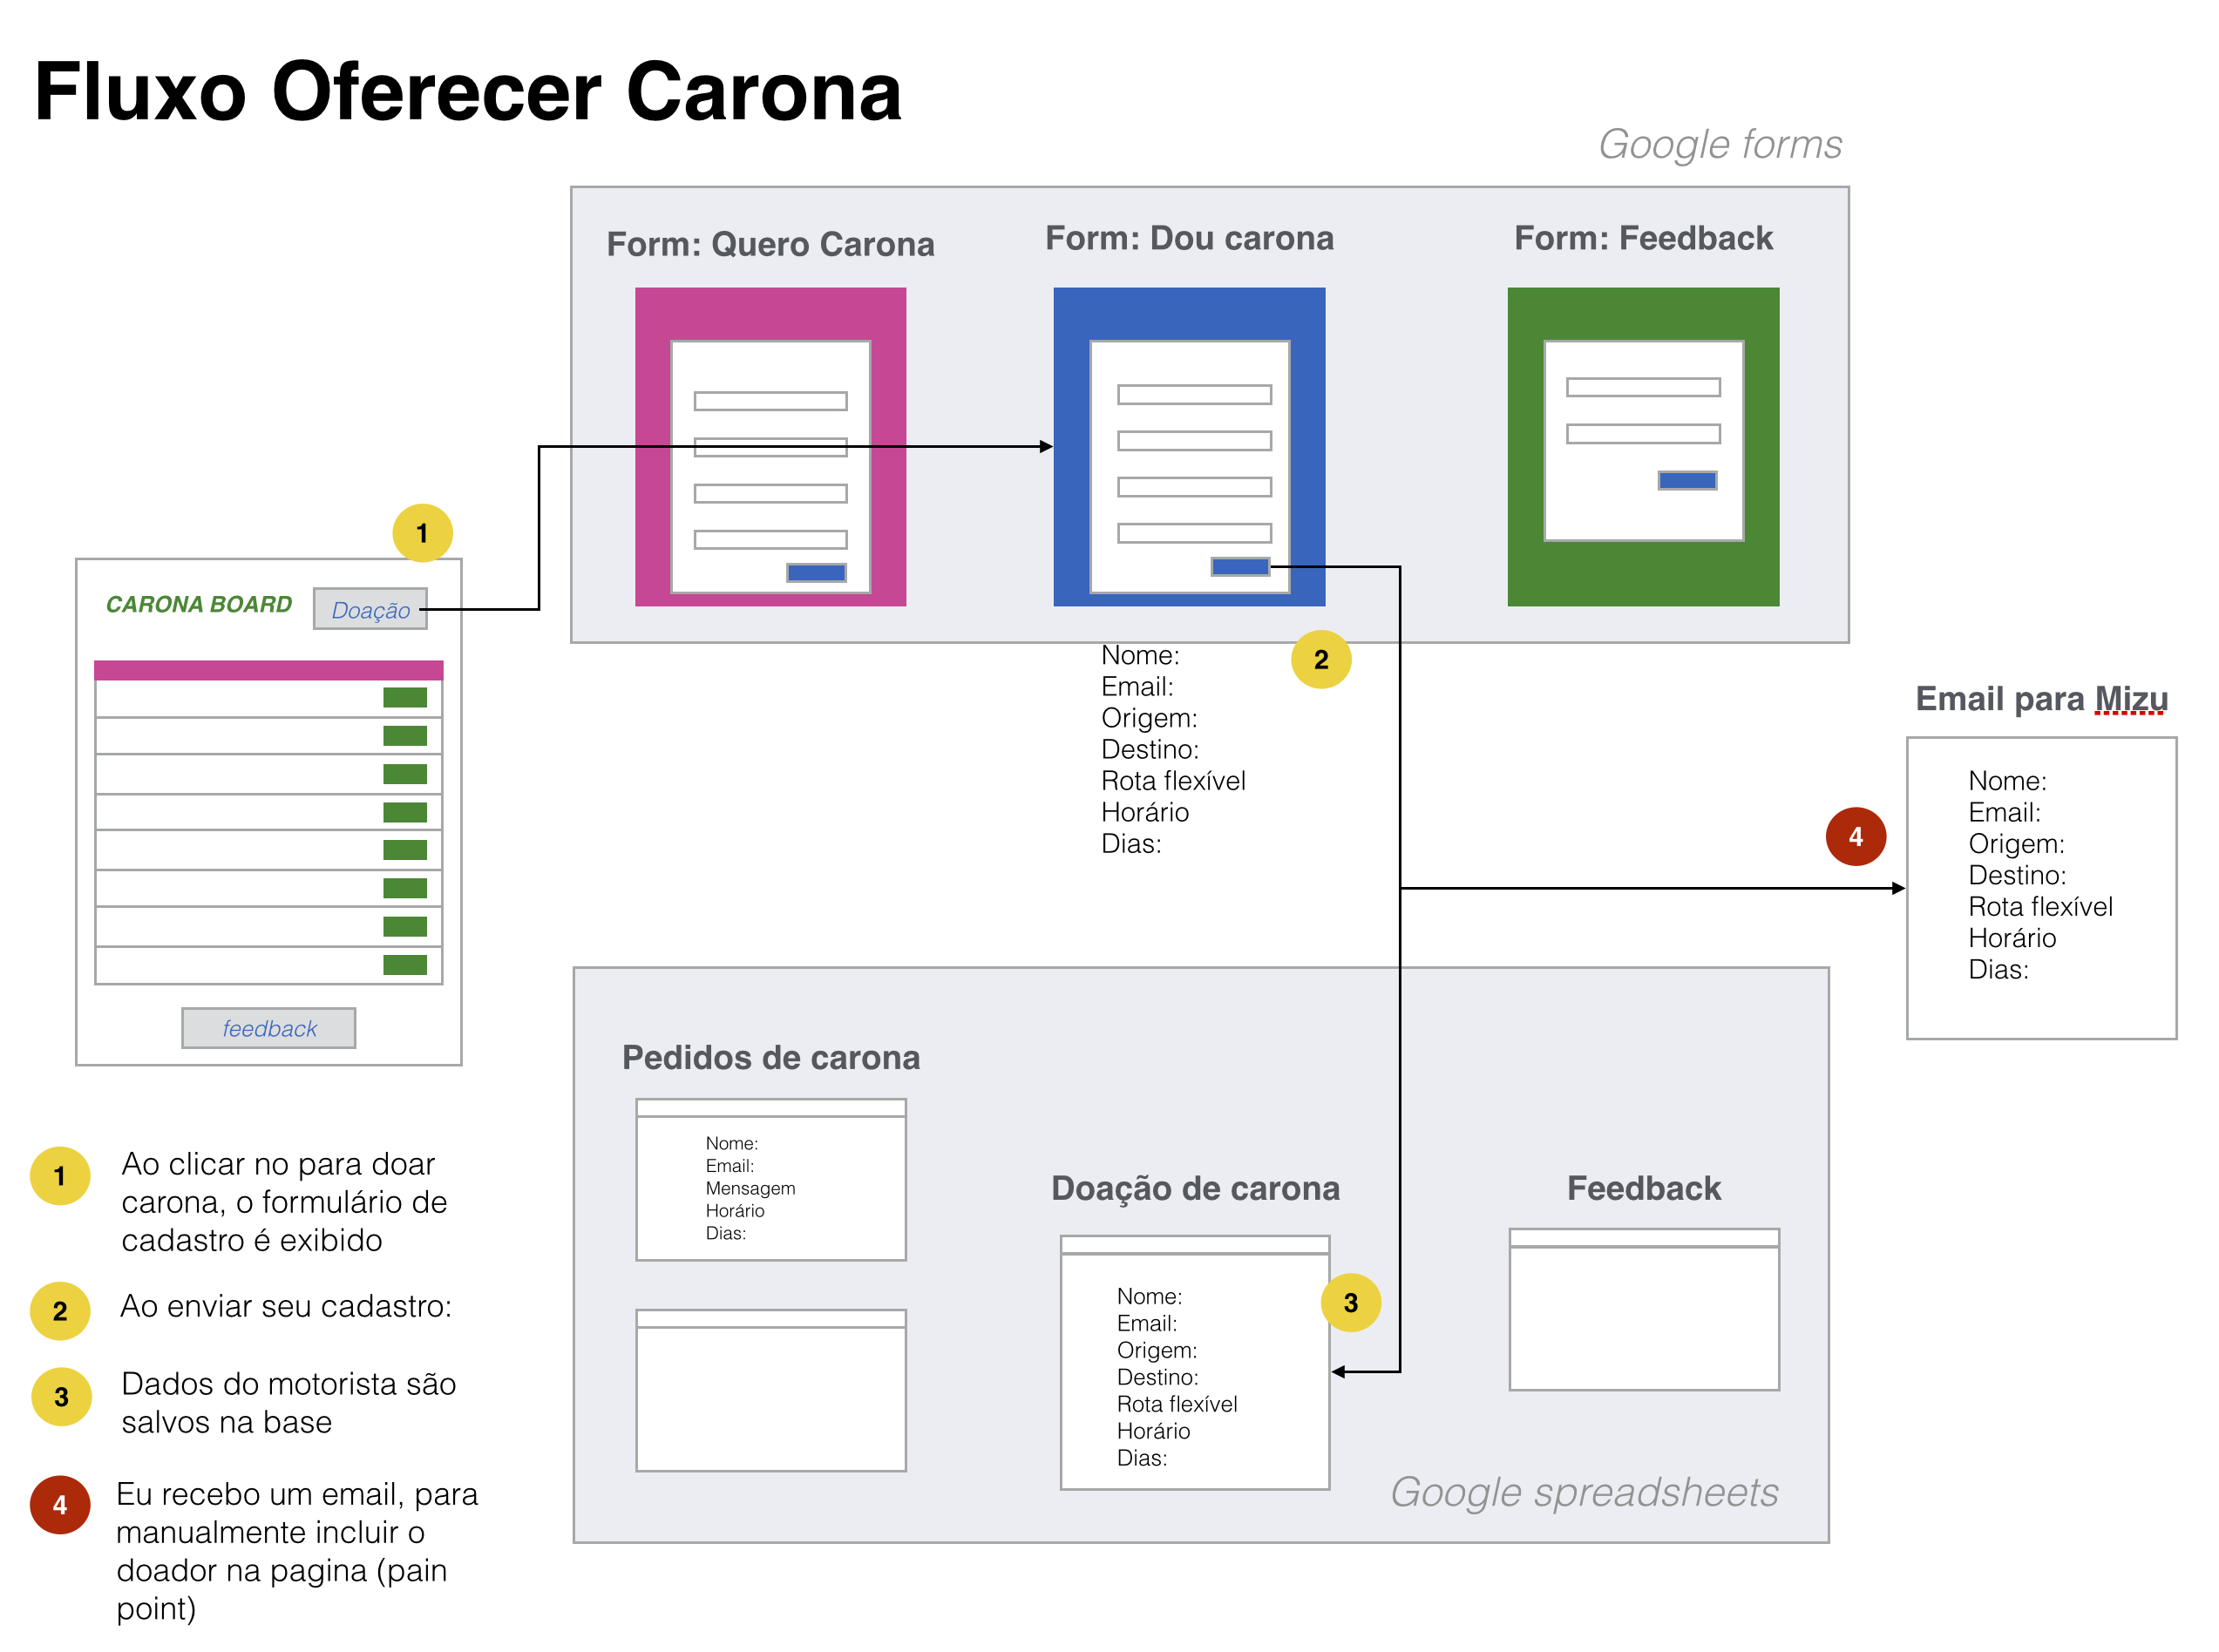 Fluxo Oferecer Carona
Google forms
Form: Quero Carona
Form: Dou carona
Form: Feedback
1
CARONA BOARD
Doação
feedback
2
Nome:
Email:
Origem:
Destino:
Rota flexível
Horário
Dias:
Email para Mizu
4
Nome:
Email:
Origem:
Destino:
Rota flexível
Horário
Dias:
Pedidos de carona
Nome:
Email:
Mensagem
Horário
Dias:
Doação de carona
3
Nome:
Email:
Origem:
Destino:
Rota flexível
Horário
Dias:
Feedback
Google spreadsheets
1
Ao clicar no para doar
carona, o formulário de
cadastro é exibido
2
Ao enviar seu cadastro:
3
Dados do motorista são
salvos na base
4
Eu recebo um email, para
manualmente incluir o
doador na pagina (pain
point)